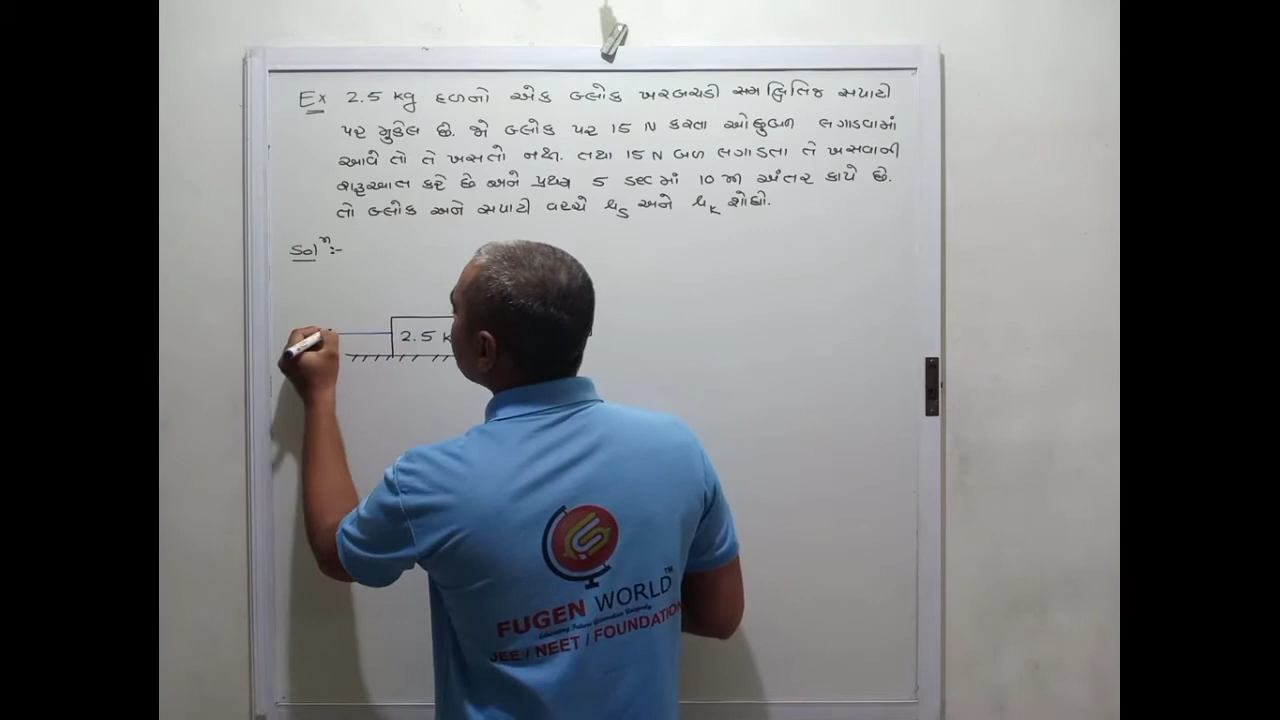 Ex 2.5 kg દળનો એક બ્લોક ખરબચડી સમક્ષિતિજ સપાટી
પર મુકેલ છે. જો બ્લોક પર 15 N કરતા ઓછુબળ લગાડવામાં
આવે તો તે ખસતો નથી. તથા 15 N બળ લગાડતા તે ખસવાની
શરૂઆત કરે છે અને પ્રથમ 5 sec માં 10 m અંતર કાપે છે.
તો બ્લોક અને સપાટી વચ્ચે μs અને μk શોધો.
Solⁿ:-
2.5 k
FUGEN WORLD™
JEE / NEET / FOUNDATION